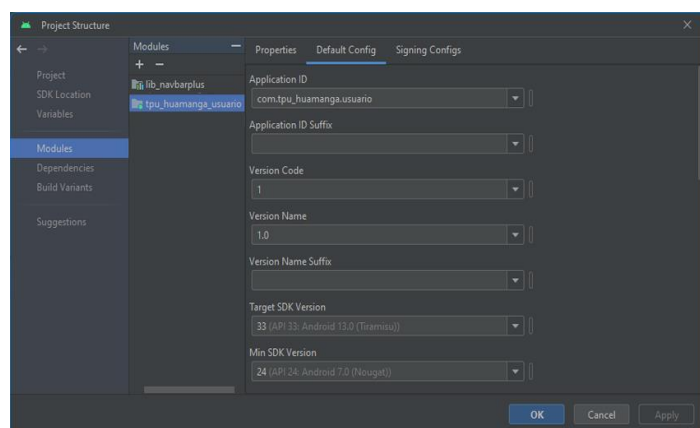 Project Structure
Modules
Properties Default Config Signing Configs
Project
SDK Location
Variables
Modules
Dependencies
Build Variants
Suggestions
lib_navbarplus
tpu_huamanga_usuario
Application ID
com.tpu_huamanga.usuario
Application ID Suffix
Version Code
1
Version Name
1.0
Version Name Suffix
Target SDK Version
33 (API 33: Android 13.0 (Tiramisu))
Min SDK Version
24 (API 24: Android 7.0 (Nougat))
OK Cancel Apply